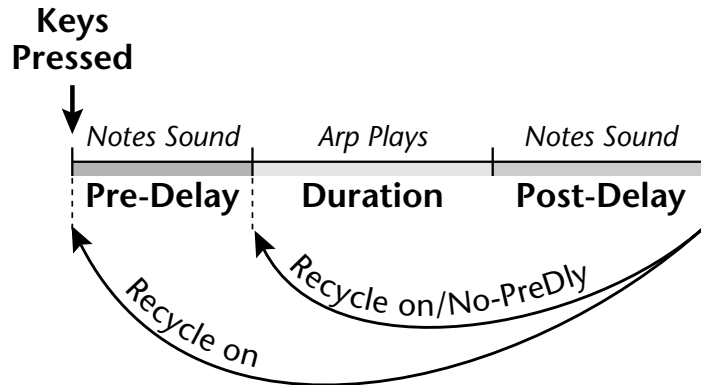 Keys
Pressed
Notes Sound Arp Plays Notes Sound
Pre-Delay Duration Post-Delay
Recycle on/No-PreDly
Recycle on